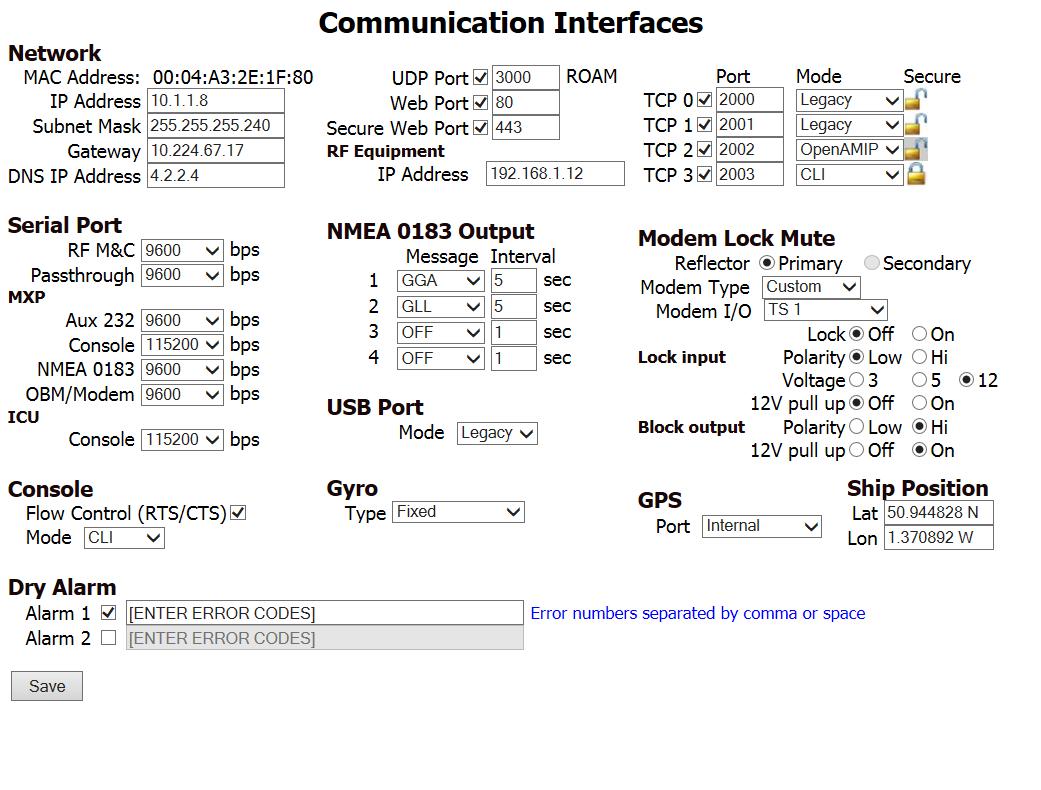 Communication Interfaces
Network
MAC Address: 00:04:A3:2E:1F:80
IP Address 10.1.1.8
Subnet Mask 255.255.255.240
Gateway 10.224.67.17
DNS IP Address 4.2.2.4
UDP Port 3000 ROAM
Web Port 80
Secure Web Port 443
RF Equipment
IP Address 192.168.1.12
Port Mode Secure
TCP 0 2000 Legacy
TCP 1 2001 Legacy
TCP 2 2002 OpenAMIP
TCP 3 2003 CLI
Serial Port
RF M&C 9600 bps
Passthrough 9600 bps
MXP
Aux 232 9600 bps
Console 115200 bps
NMEA 0183 9600 bps
OBM/Modem 9600 bps
ICU
Console 115200 bps
NMEA 0183 Output
Message Interval
1 GGA 5 sec
2 GLL 5 sec
3 OFF 1 sec
4 OFF 1 sec
USB Port
Mode Legacy
Modem Lock Mute
Reflector Primary Secondary
Modem Type Custom
Modem I/O TS 1
Lock Off On
Lock input Polarity Low Hi
Voltage 3 5 12
12V pull up Off On
Block output Polarity Low Hi
12V pull up Off On
Console
Flow Control (RTS/CTS)
Mode CLI
Gyro
Type Fixed
GPS
Port Internal
Ship Position
Lat 50.944828 N
Lon 1.370892 W
Dry Alarm
Alarm 1 [ENTER ERROR CODES] Error numbers separated by comma or space
Alarm 2 [ENTER ERROR CODES]
Save